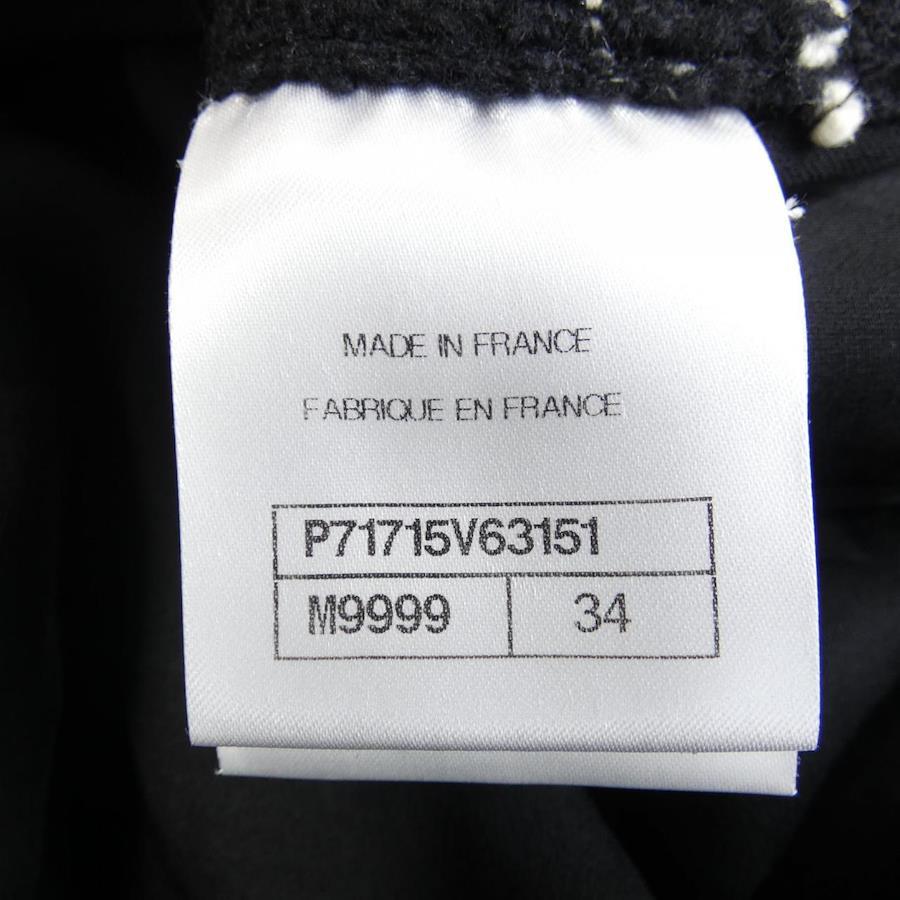 MADE IN FRANCE
FABRIQUE EN FRANCE
P71715V63151
M9999 34